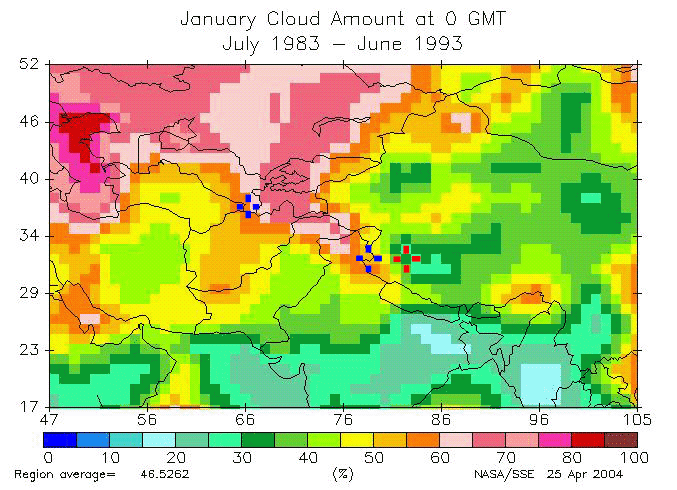 January Cloud Amount at 0 GMT
July 1983 – June 1993
52
46
40
34
29
23
17
47 56 66 76 86 96 105
0 10 20 30 40 50 60 70 80 90 100
Region average= 46.5262 (%) NASA/SSE 25 Apr 2004